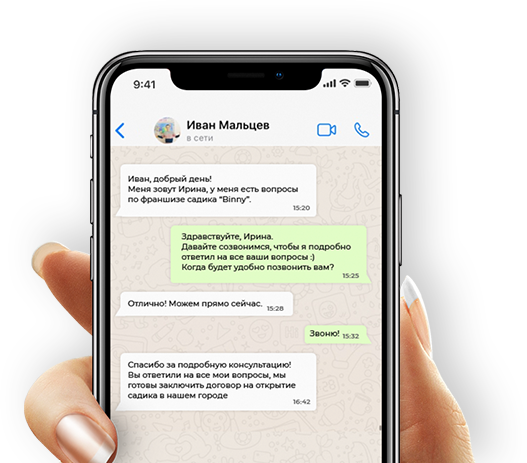 9:41
Иван Мальцев
в сети
Иван, добрый день!
Меня зовут Ирина, у меня есть вопросы
по франшизе садика "Binny".
15:20
Здравствуйте, Ирина.
Давайте созвонимся, чтобы я подробно
ответил на все ваши вопросы :)
Когда будет удобно позвонить вам?
15:25
Отлично! Можем прямо сейчас. 15:28
Звоню! 15:32
Спасибо за подробную консультацию!
Вы ответили на все мои вопросы, мы
готовы заключить договор на открытие
садика в нашем городе
16:42